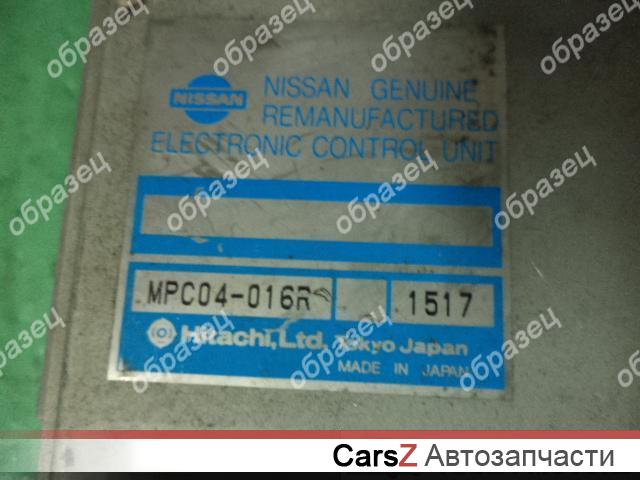 NISSAN
NISSAN GENUINE
REMANUFACTURED
ELECTRONIC CONTROL UNIT
MPC04-016R 1517
Hitachi, Ltd. Tokyo Japan
MADE IN JAPAN
образец
образец
образец
образец
образец
образец
образец
образец
образец
образец
образец
образец
CarsZ Автозапчасти